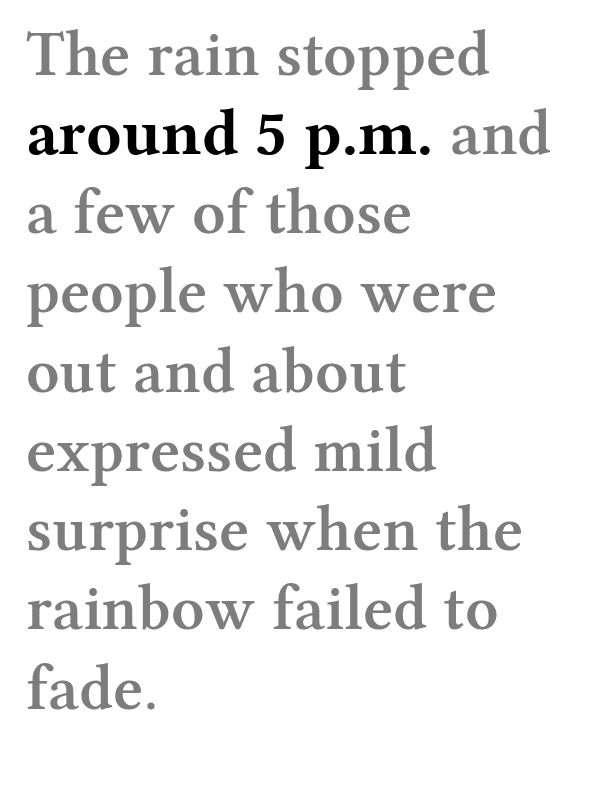 The rain stopped
around 5 p.m. and
a few of those
people who were
out and about
expressed mild
surprise when the
rainbow failed to
fade.